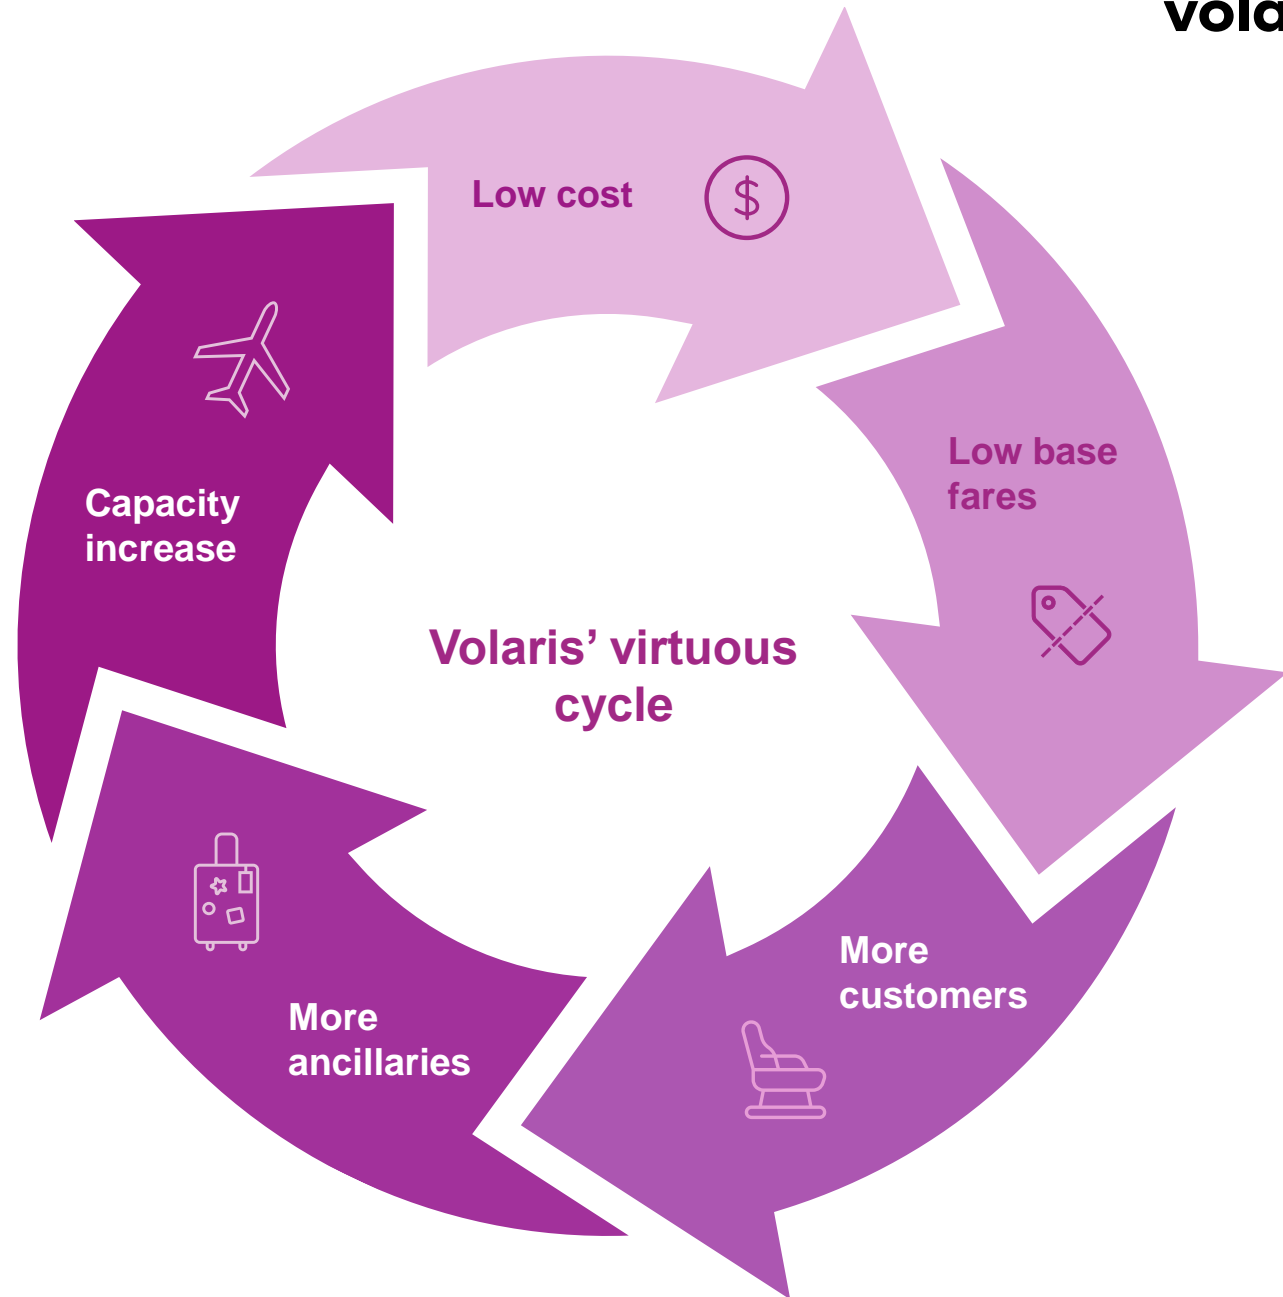 vola
Low cost
$
Low base
fares
Capacity
increase
Volaris’ virtuous
cycle
More
customers
More
ancillaries